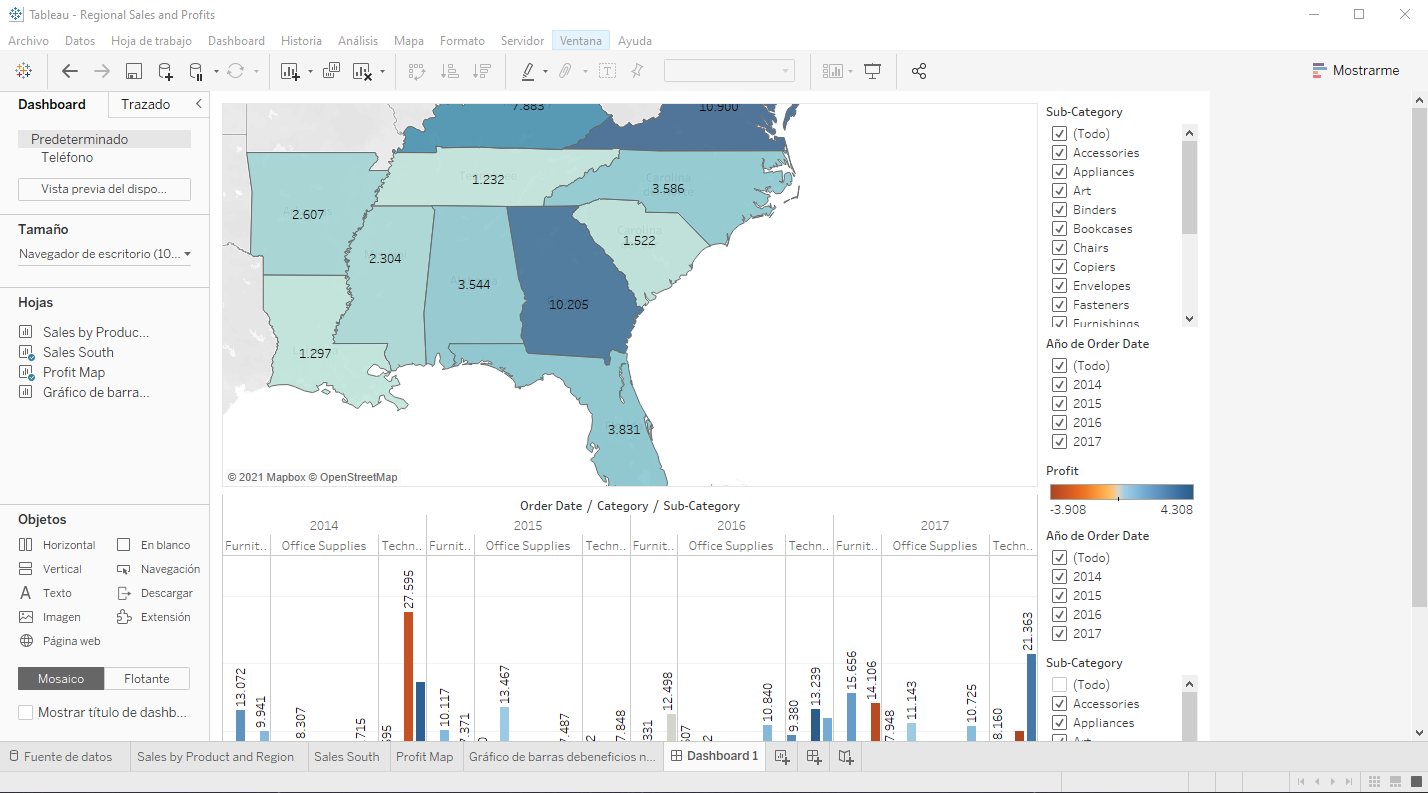 Tableau - Regional Sales and Profits
Archivo Datos Hoja de trabajo Dashboard Historia Análisis Mapa Formato Servidor Ventana Ayuda
Mostrarme
Dashboard Trazado
Predeterminado
Teléfono
Vista previa del dispo...
Tamaño
Navegador de escritorio (10...
Hojas
Sales by Produc...
Sales South
Profit Map
Gráfico de barra...
Objetos
Horizontal En blanco
Vertical Navegación
Texto Descargar
Imagen Extensión
Página web
Mosaico Flotante
Mostrar título de dashb...
7.883 10.900
1.232
3.586
2.607
1.522
2.304
3.544
10.205
1.297
3.831
© 2021 Mapbox © OpenStreetMap
Order Date / Category / Sub-Category
2014 2015 2016 2017
Furnit.. Office Supplies Techn.. Furnit.. Office Supplies Techn.. Furnit.. Office Supplies Techn.. Furnit.. Office Supplies Techn..
13.072 9.941 8.307 715 595 27.595 10.117 7.371 13.467 7.487 7.848 331 12.498 10.840 9.380 13.239 15.656 14.106 7.948 11.143 10.725 8.160 21.363
Sub-Category
(Todo)
Accessories
Appliances
Art
Binders
Bookcases
Chairs
Copiers
Envelopes
Fasteners
Furnishings
Año de Order Date
(Todo)
2014
2015
2016
2017
Profit
-3.908 4.308
Año de Order Date
(Todo)
2014
2015
2016
2017
Sub-Category
(Todo)
Accessories
Appliances
Art
Fuente de datos Sales by Product and Region Sales South Profit Map Gráfico de barras debeneficios n... Dashboard 1